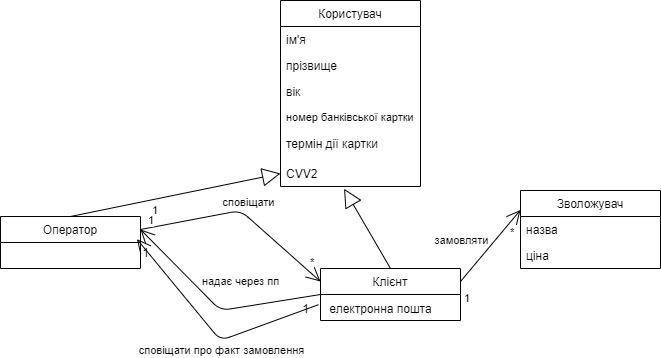 Користувач
ім'я
прізвище
вік
номер банківської картки
термін дії картки
CVV2
Оператор
1
1
1
сповіщати
*
надає через пп
1
сповіщати про факт замовлення
Клієнт
електронна пошта
1
замовляти
*
Зволожувач
назва
ціна